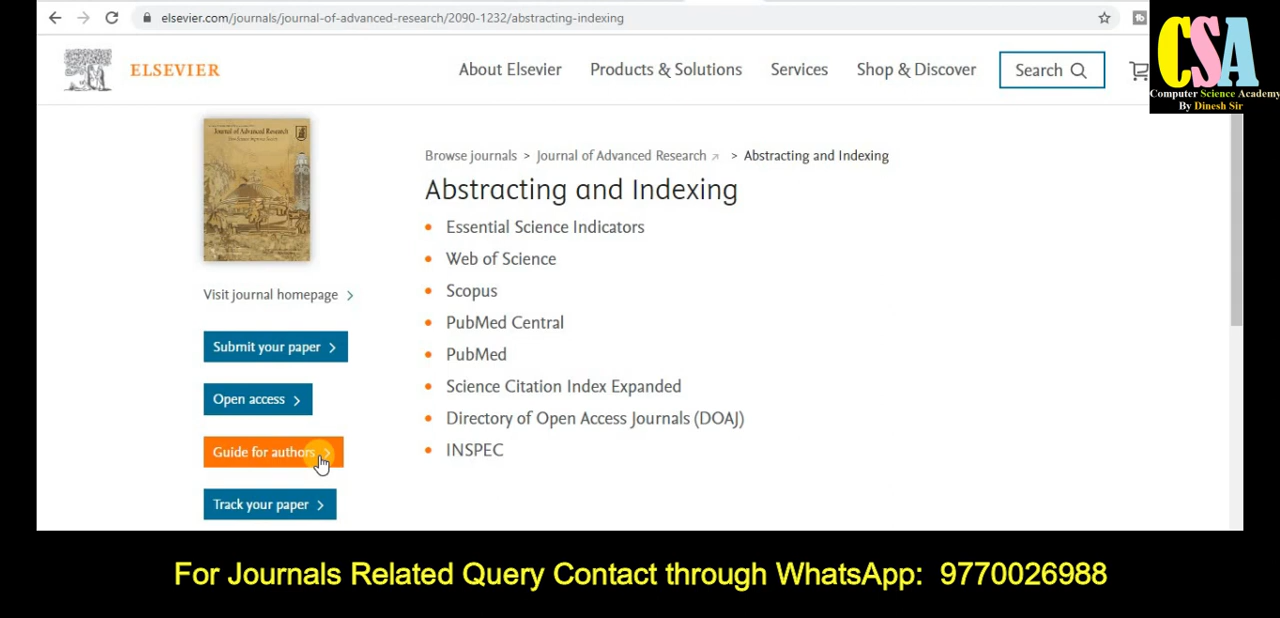 elsevier.com/journals/journal-of-advanced-research/2090-1232/abstracting-indexing
CSA
Computer Science Academy
By Dinesh Sir
ELSEVIER
About Elsevier
Products & Solutions
Services
Shop & Discover
Search
Journal of Advanced Research
Browse journals > Journal of Advanced Research > Abstracting and Indexing
Abstracting and Indexing
Essential Science Indicators
Web of Science
Scopus
PubMed Central
PubMed
Science Citation Index Expanded
Directory of Open Access Journals (DOAJ)
INSPEC
Visit journal homepage
Submit your paper
Open access
Guide for authors
Track your paper
For Journals Related Query Contact through WhatsApp: 9770026988